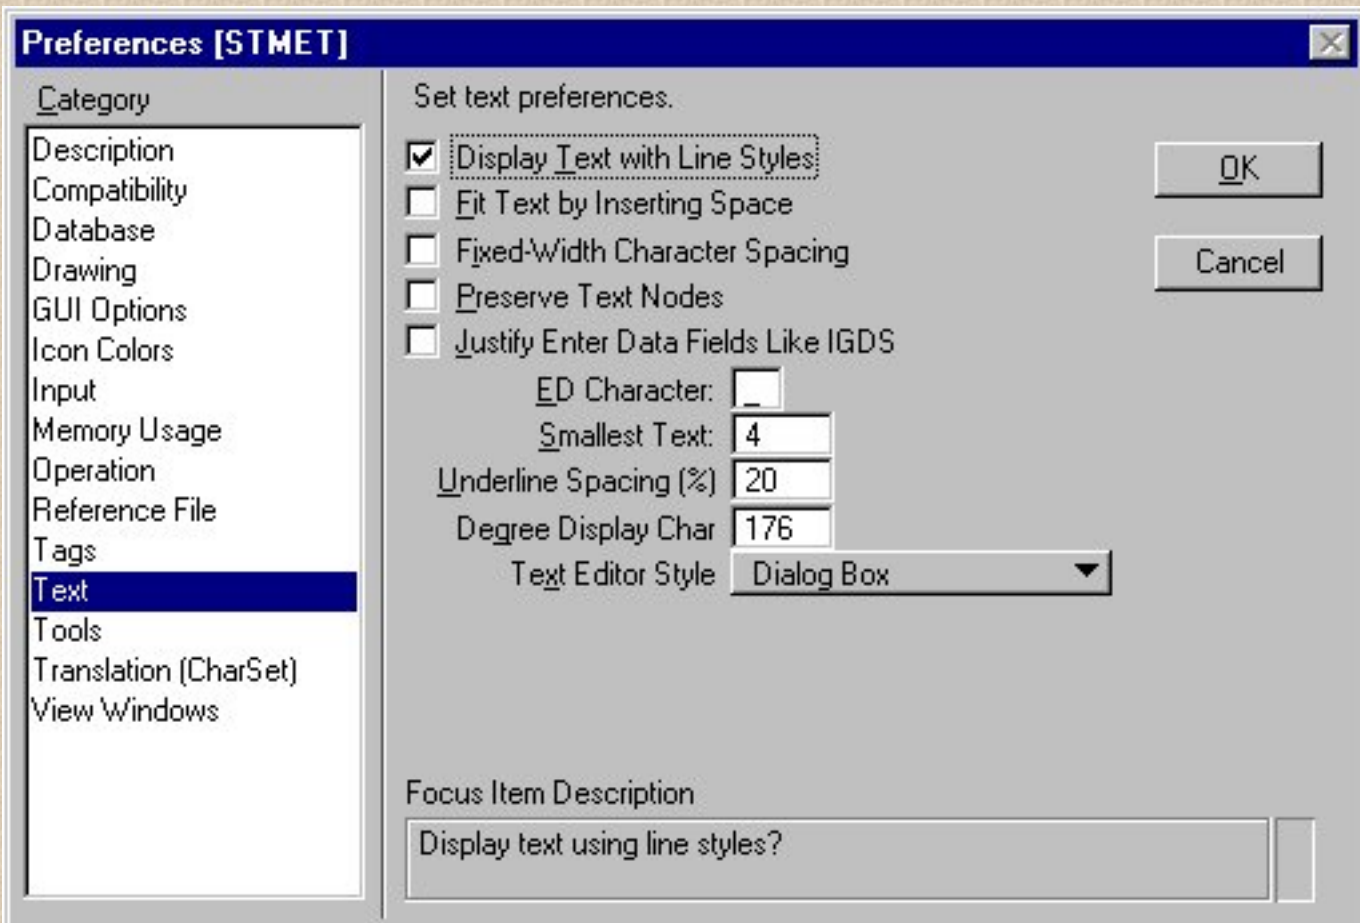 Preferences [STMET]
Category
Description
Compatibility
Database
Drawing
GUI Options
Icon Colors
Input
Memory Usage
Operation
Reference File
Tags
Text
Tools
Translation (CharSet)
View Windows
Set text preferences.
Display Text with Line Styles
Fit Text by Inserting Space
Fixed-Width Character Spacing
Preserve Text Nodes
Justify Enter Data Fields Like IGDS
ED Character: _
Smallest Text: 4
Underline Spacing (%) 20
Degree Display Char 176
Text Editor Style Dialog Box
OK
Cancel
Focus Item Description
Display text using line styles?